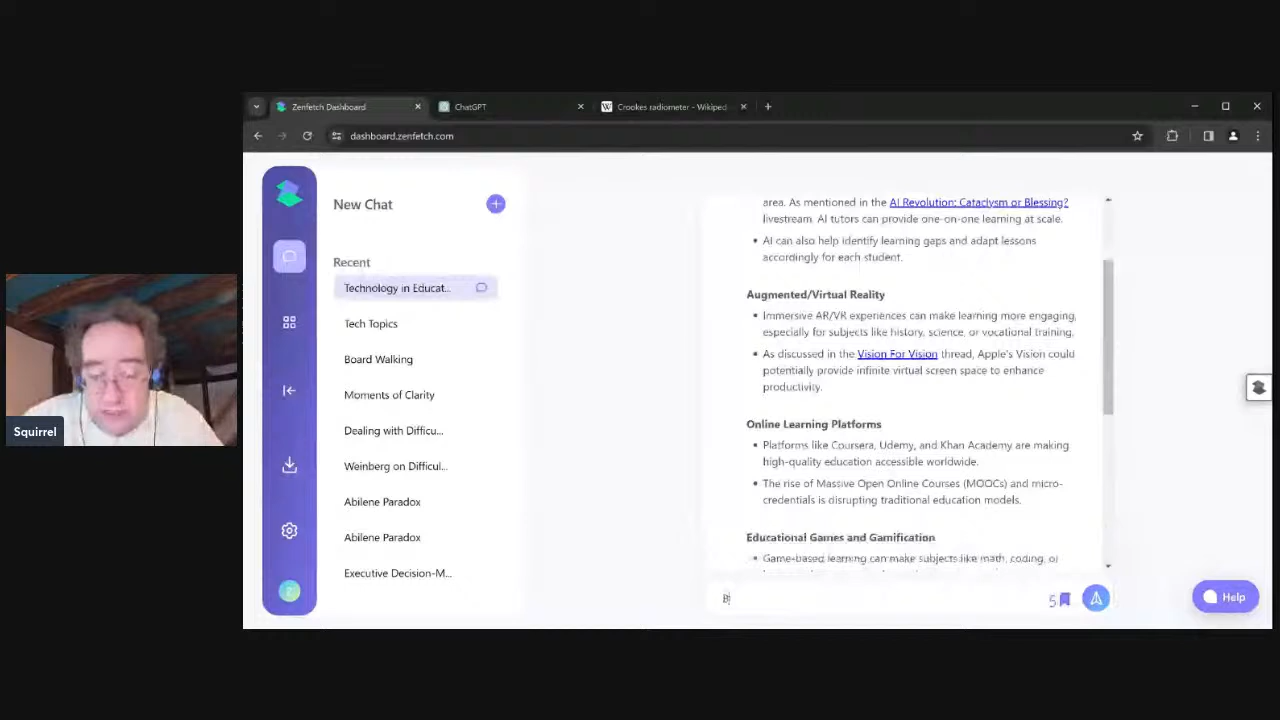 Zenfetch Dashboard
ChatGPT
Crookes radiometer - Wikiped
dashboard.zenfetch.com
New Chat
Recent
Technology in Educat...
Tech Topics
Board Walking
Moments of Clarity
Dealing with Difficu...
Weinberg on Difficul...
Abilene Paradox
Abilene Paradox
Executive Decision-M...
area. As mentioned in the AI Revolution: Cataclysm or Blessing?
livestream. AI tutors can provide one-on-one learning at scale.
• AI can also help identify learning gaps and adapt lessons
accordingly for each student.
Augmented/Virtual Reality
• Immersive AR/VR experiences can make learning more engaging,
especially for subjects like history, science, or vocational training.
• As discussed in the Vision For Vision thread, Apple's Vision could
potentially provide infinite virtual screen space to enhance
productivity.
Online Learning Platforms
• Platforms like Coursera, Udemy, and Khan Academy are making
high-quality education accessible worldwide.
• The rise of Massive Open Online Courses (MOOCs) and micro-
credentials is disrupting traditional education models.
Educational Games and Gamification
• Game-based learning can make subjects like math, coding, or
B
5
Help
Squirrel